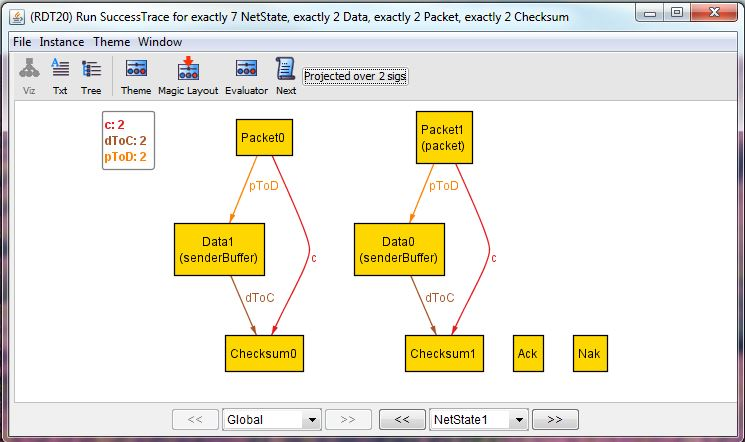 (RDT20) Run SuccessTrace for exactly 7 NetState, exactly 2 Data, exactly 2 Packet, exactly 2 Checksum
File Instance Theme Window
Viz Txt Tree Theme Magic Layout Evaluator Next Projected over 2 sigs
c: 2
dToC: 2
pToD: 2
Packet0
Packet1
(packet)
pToD
pToD
Data1
(senderBuffer)
c
Data0
(senderBuffer)
c
dToC
dToC
Checksum0
Checksum1
Ack
Nak
<< Global >> << NetState1 >>